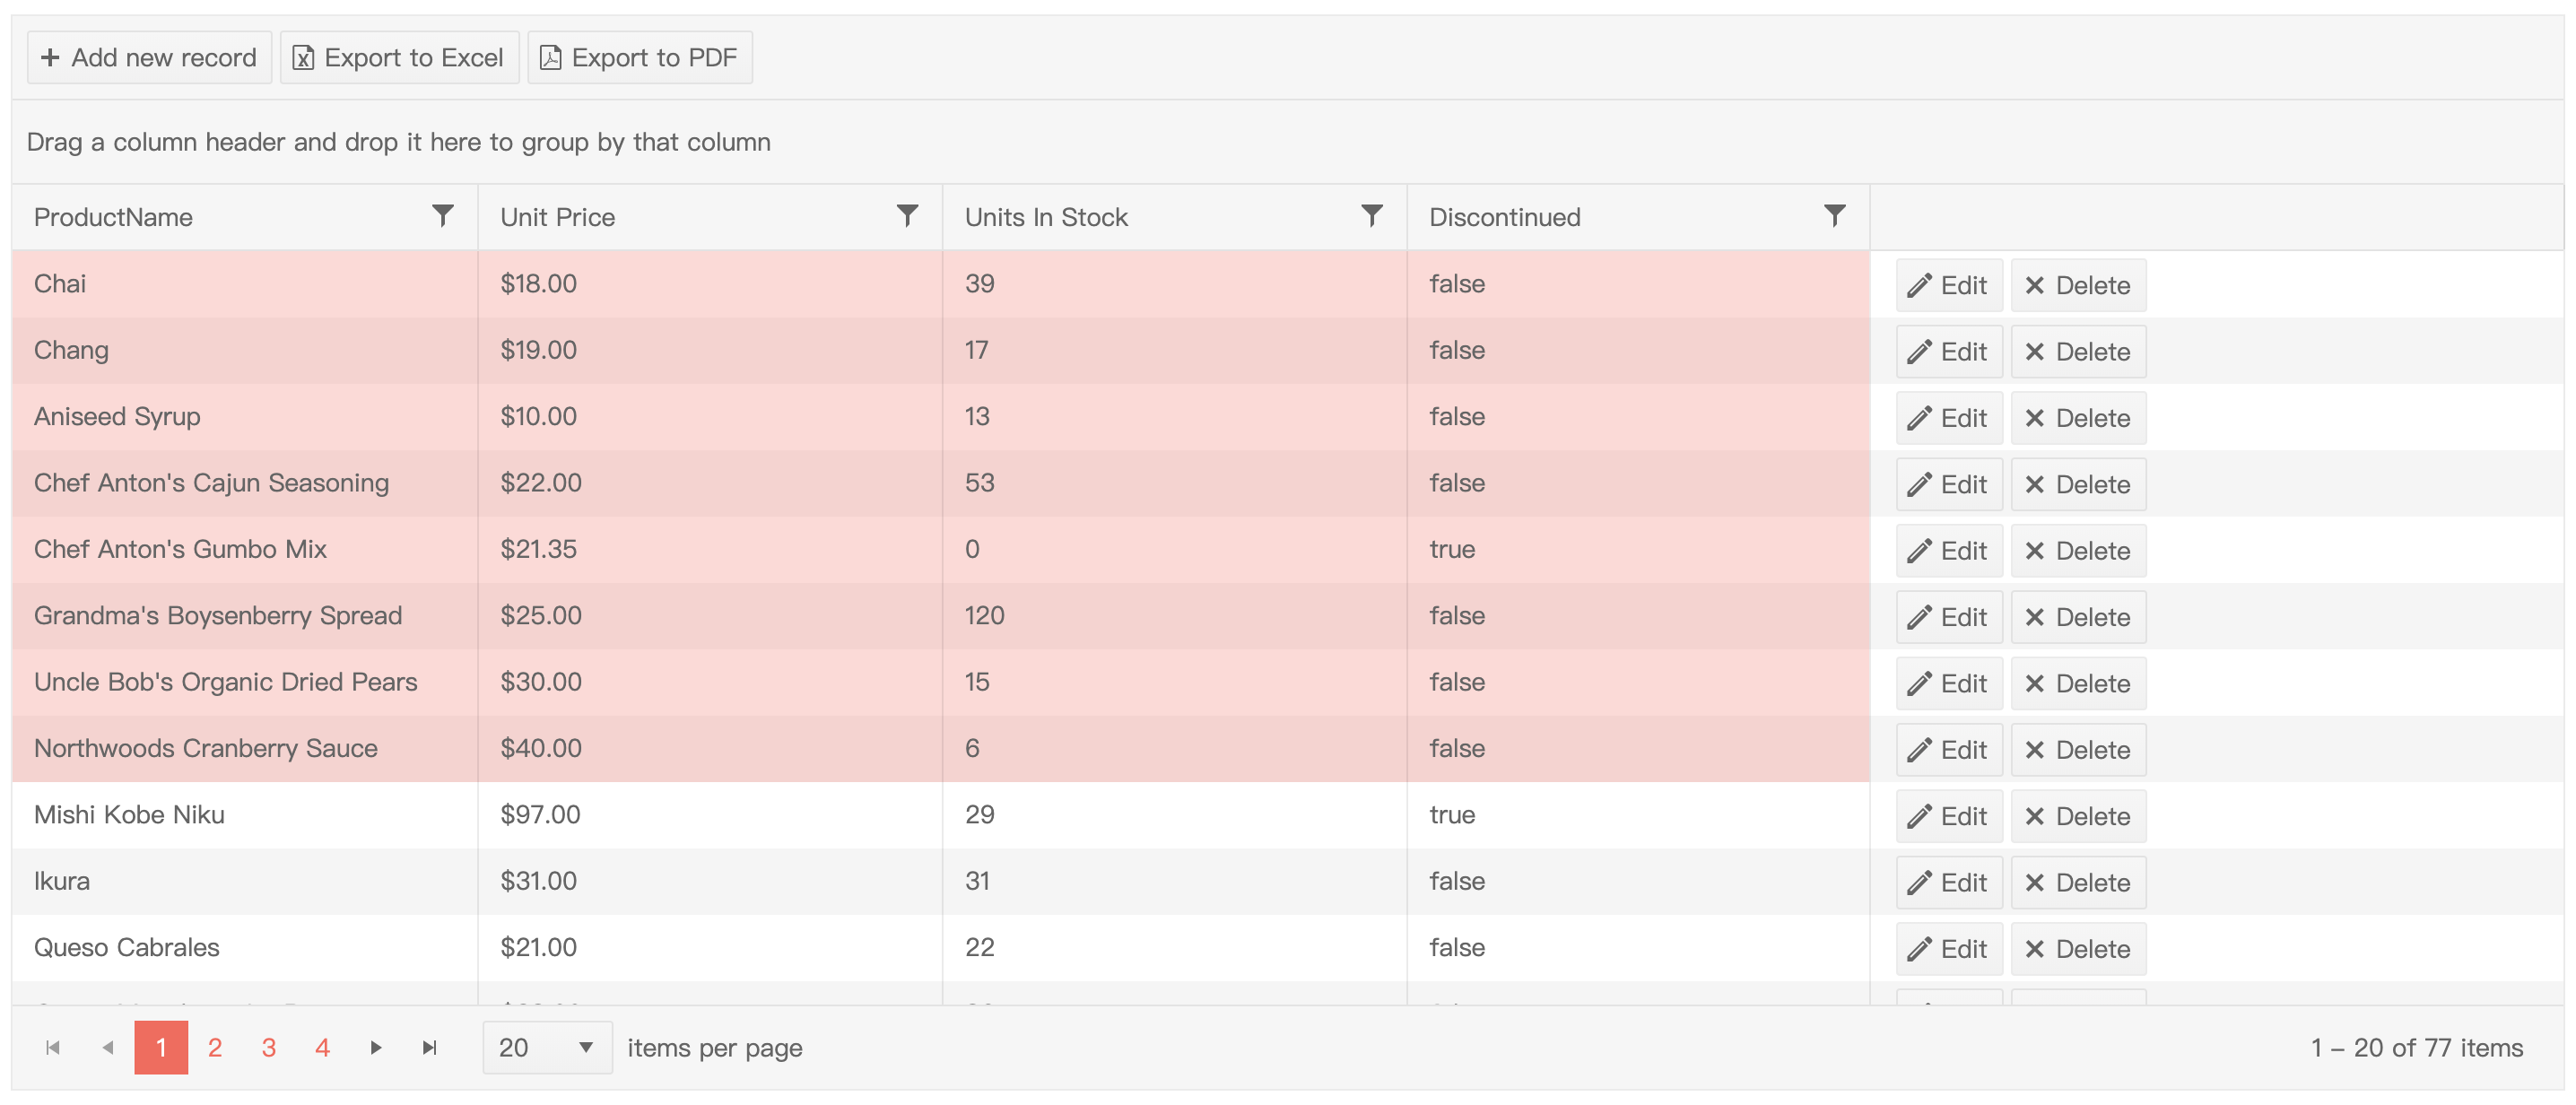 Add new record Export to Excel Export to PDF
Drag a column header and drop it here to group by that column
ProductName Unit Price Units In Stock Discontinued
Chai $18.00 39 false Edit Delete
Chang $19.00 17 false Edit Delete
Aniseed Syrup $10.00 13 false Edit Delete
Chef Anton's Cajun Seasoning $22.00 53 false Edit Delete
Chef Anton's Gumbo Mix $21.35 0 true Edit Delete
Grandma's Boysenberry Spread $25.00 120 false Edit Delete
Uncle Bob's Organic Dried Pears $30.00 15 false Edit Delete
Northwoods Cranberry Sauce $40.00 6 false Edit Delete
Mishi Kobe Niku $97.00 29 true Edit Delete
Ikura $31.00 31 false Edit Delete
Queso Cabrales $21.00 22 false Edit Delete
1 2 3 4 20 items per page 1 – 20 of 77 items